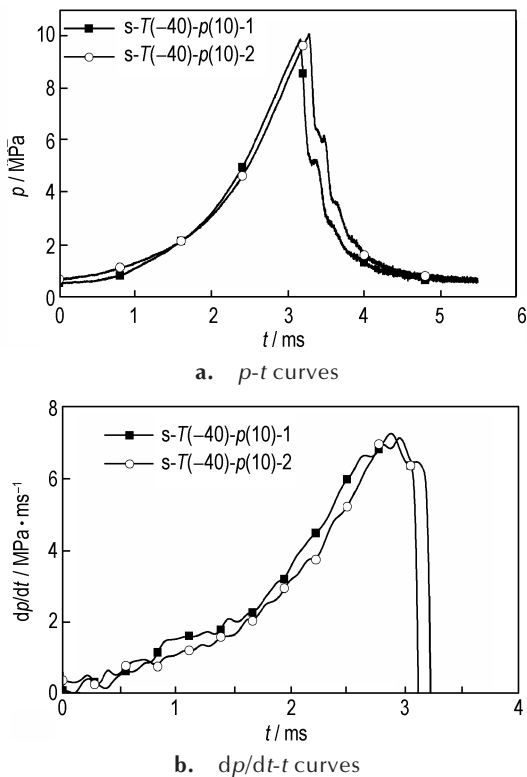 s-T(−40)-p(10)-1
s-T(−40)-p(10)-2
10
8
6
4
2
0
p / MPa
0 1 2 3 4 5 6
t / ms
a. p-t curves
s-T(−40)-p(10)-1
s-T(−40)-p(10)-2
8
6
4
2
0
dp/dt / MPa·ms⁻¹
0 1 2 3 4
t / ms
b. dp/dt-t curves